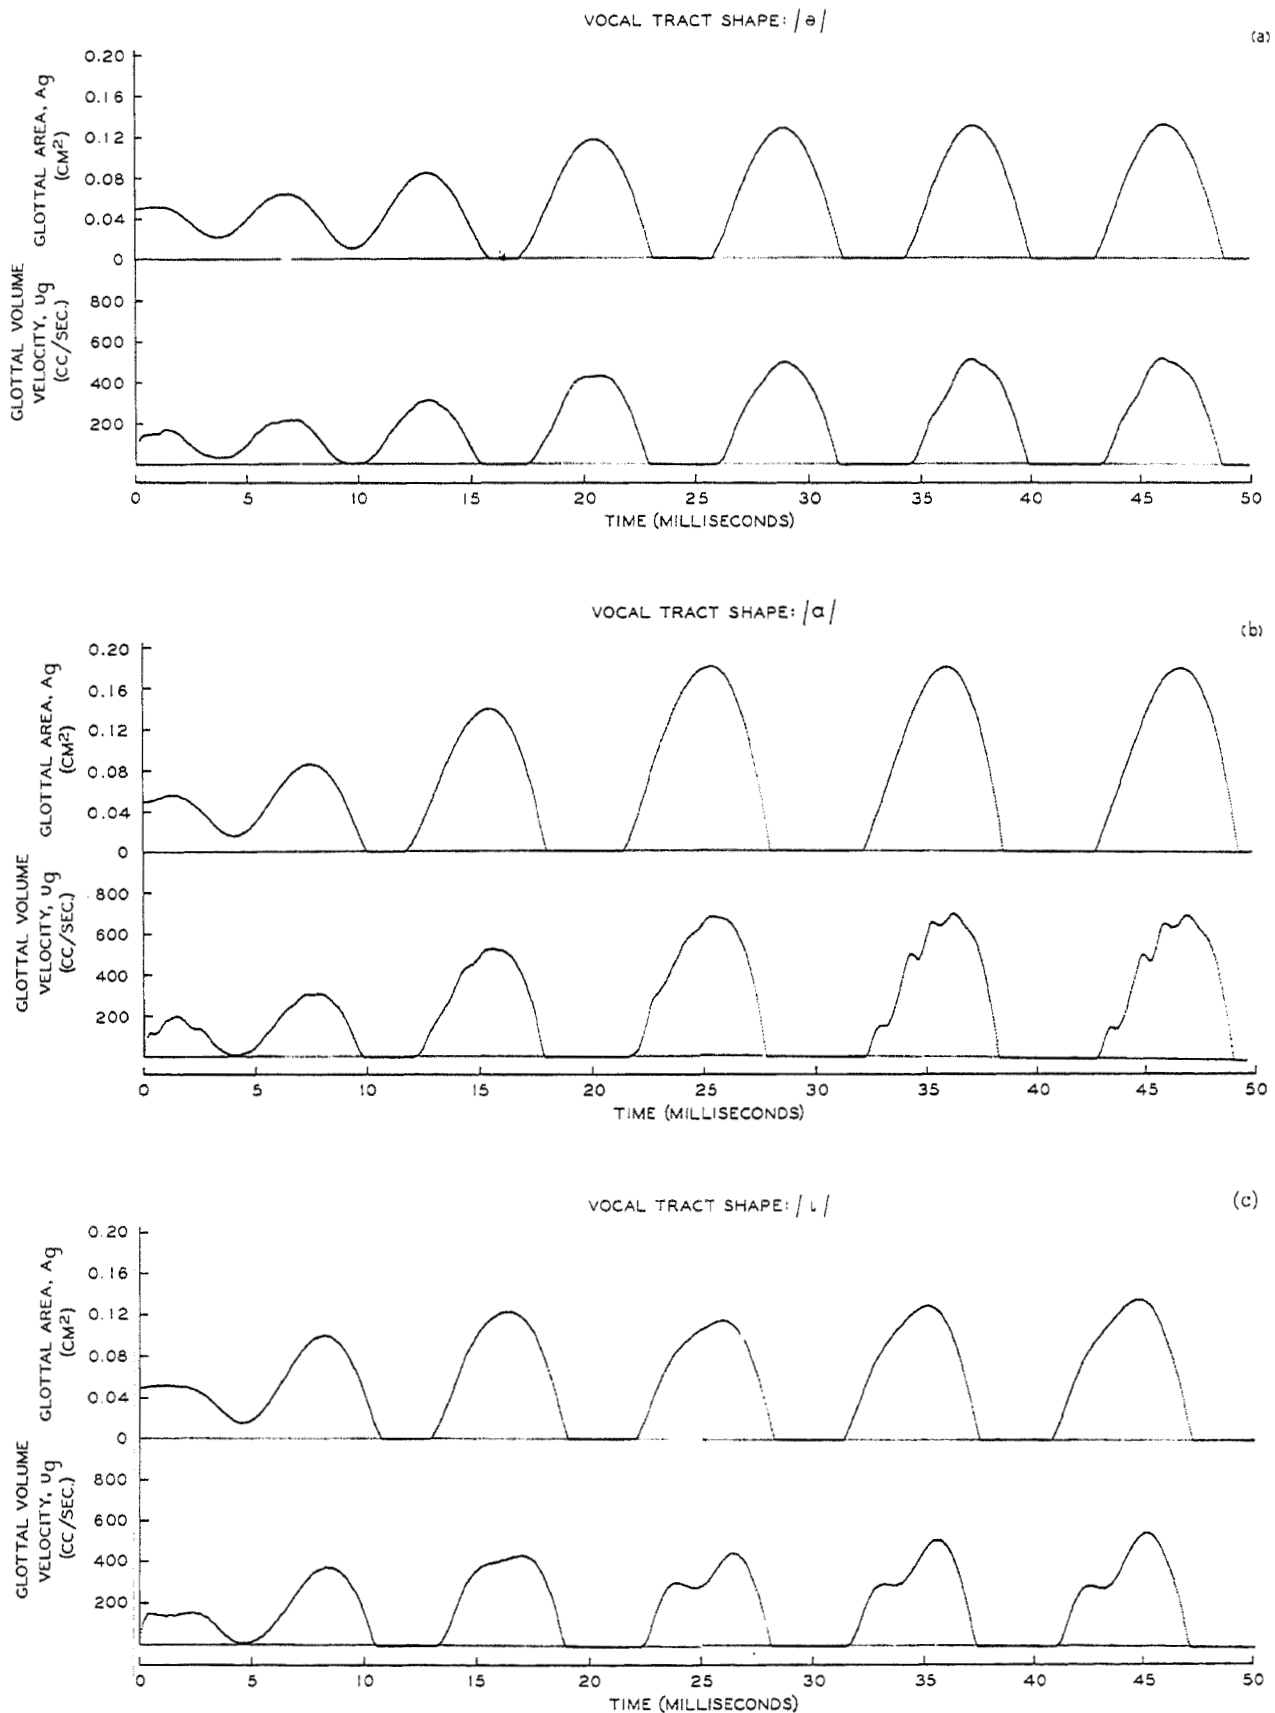 VOCAL TRACT SHAPE: /ə/
(a)
GLOTTAL AREA, Ag
(CM²)
0.20
0.16
0.12
0.08
0.04
0
GLOTTAL VOLUME
VELOCITY, ug
(CC/SEC.)
800
600
400
200
0 5 10 15 20 25 30 35 40 45 50
TIME (MILLISECONDS)
VOCAL TRACT SHAPE: /ɑ/
(b)
GLOTTAL AREA, Ag
(CM²)
0.20
0.16
0.12
0.08
0.04
0
GLOTTAL VOLUME
VELOCITY, ug
(CC/SEC.)
800
600
400
200
0 5 10 15 20 25 30 35 40 45 50
TIME (MILLISECONDS)
VOCAL TRACT SHAPE: /ɩ/
(c)
GLOTTAL AREA, Ag
(CM²)
0.20
0.16
0.12
0.08
0.04
0
GLOTTAL VOLUME
VELOCITY, ug
(CC/SEC.)
800
600
400
200
0 5 10 15 20 25 30 35 40 45 50
TIME (MILLISECONDS)